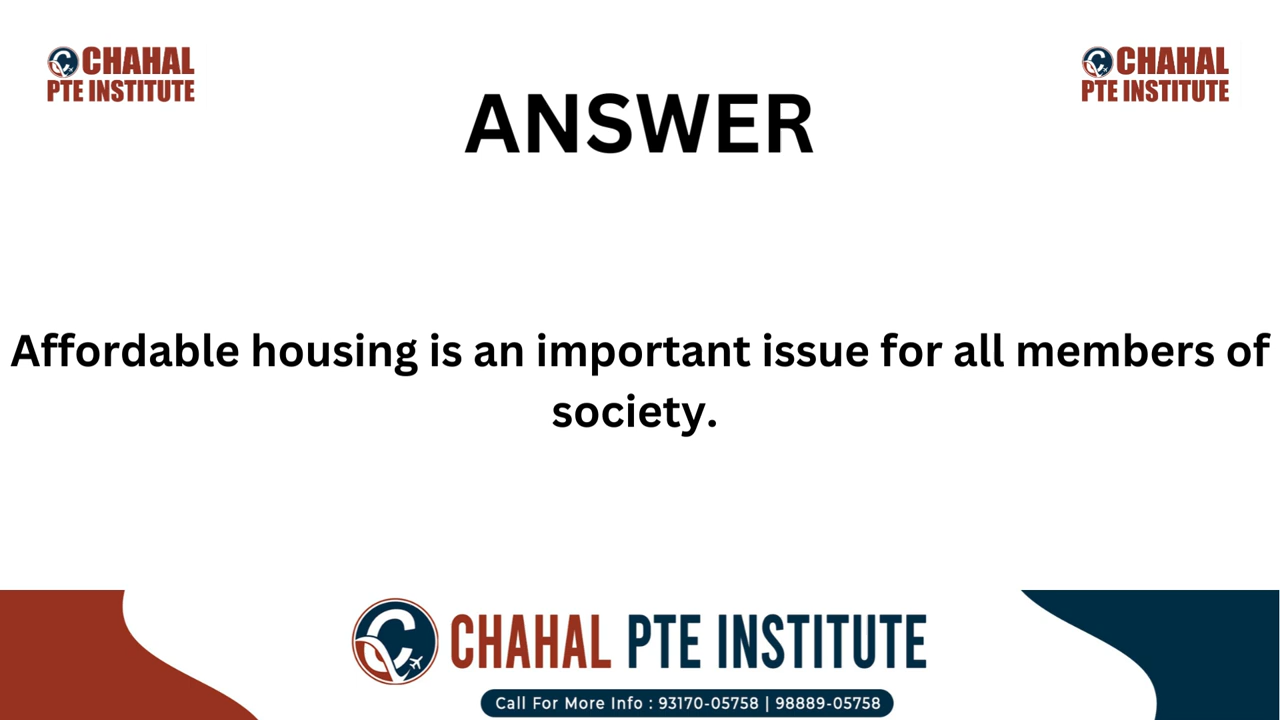 CHAHAL
PTE INSTITUTE
CHAHAL
PTE INSTITUTE
ANSWER
Affordable housing is an important issue for all members of
society.
CHAHAL PTE INSTITUTE
Call For More Info : 93170-05758 | 98889-05758